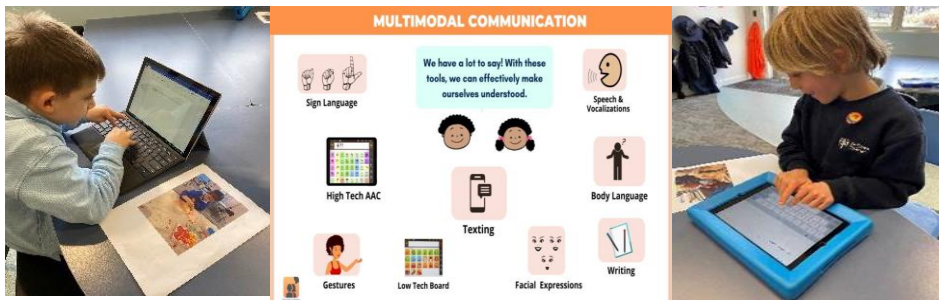 MULTIMODAL COMMUNICATION
We have a lot to say! With these
tools, we can effectively make
ourselves understood.
Sign Language
Speech &
Vocalizations
High Tech AAC
Body Language
Texting
Gestures
Low Tech Board
Facial Expressions
Writing